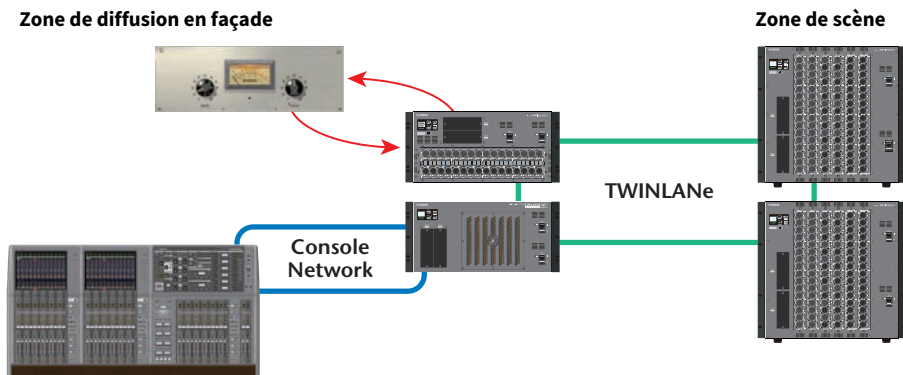 Zone de diffusion en façade
Zone de scène
TWINLANe
Console
Network